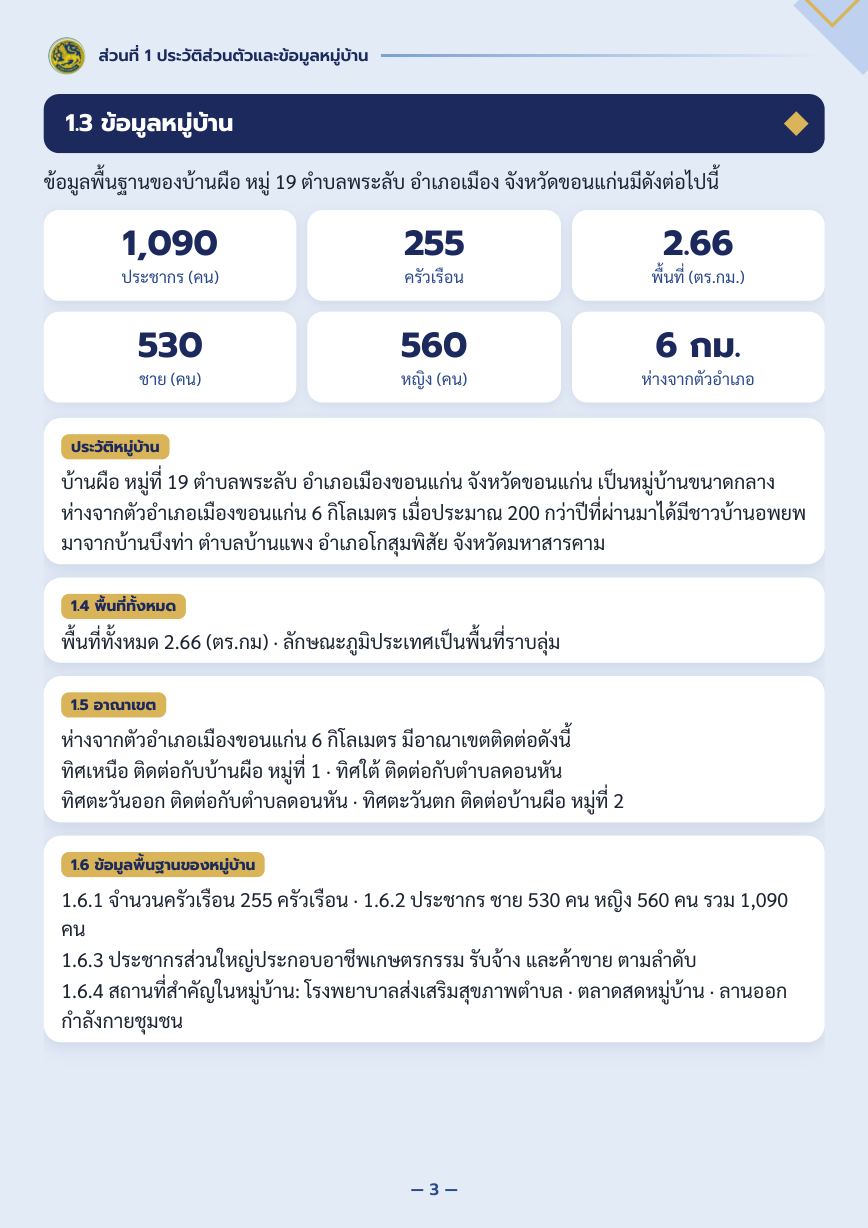 ส่วนที่ 1 ประวัติส่วนตัวและข้อมูลหมู่บ้าน
1.3 ข้อมูลหมู่บ้าน
ข้อมูลพื้นฐานของบ้านผือ หมู่ 19 ตำบลพระลับ อำเภอเมือง จังหวัดขอนแก่นมีดังต่อไปนี้
1,090
ประชากร (คน)
255
ครัวเรือน
2.66
พื้นที่ (ตร.กม.)
530
ชาย (คน)
560
หญิง (คน)
6 กม.
ห่างจากตัวอำเภอ
ประวัติหมู่บ้าน
บ้านผือ หมู่ที่ 19 ตำบลพระลับ อำเภอเมืองขอนแก่น จังหวัดขอนแก่น เป็นหมู่บ้านขนาดกลาง
ห่างจากตัวอำเภอเมืองขอนแก่น 6 กิโลเมตร เมื่อประมาณ 200 กว่าปีที่ผ่านมาได้มีชาวบ้านอพยพ
มาจากบ้านบึงท่า ตำบลบ้านแพง อำเภอโกสุมพิสัย จังหวัดมหาสารคาม
1.4 พื้นที่ทั้งหมด
พื้นที่ทั้งหมด 2.66 (ตร.กม) · ลักษณะภูมิประเทศเป็นพื้นที่ราบลุ่ม
1.5 อาณาเขต
ห่างจากตัวอำเภอเมืองขอนแก่น 6 กิโลเมตร มีอาณาเขตติดต่อดังนี้
ทิศเหนือ ติดต่อกับบ้านผือ หมู่ที่ 1 · ทิศใต้ ติดต่อกับตำบลดอนหัน
ทิศตะวันออก ติดต่อกับตำบลดอนหัน · ทิศตะวันตก ติดต่อบ้านผือ หมู่ที่ 2
1.6 ข้อมูลพื้นฐานของหมู่บ้าน
1.6.1 จำนวนครัวเรือน 255 ครัวเรือน · 1.6.2 ประชากร ชาย 530 คน หญิง 560 คน รวม 1,090
คน
1.6.3 ประชากรส่วนใหญ่ประกอบอาชีพเกษตรกรรม รับจ้าง และค้าขาย ตามลำดับ
1.6.4 สถานที่สำคัญในหมู่บ้าน: โรงพยาบาลส่งเสริมสุขภาพตำบล · ตลาดสดหมู่บ้าน · ลานออก
กำลังกายชุมชน
— 3 —